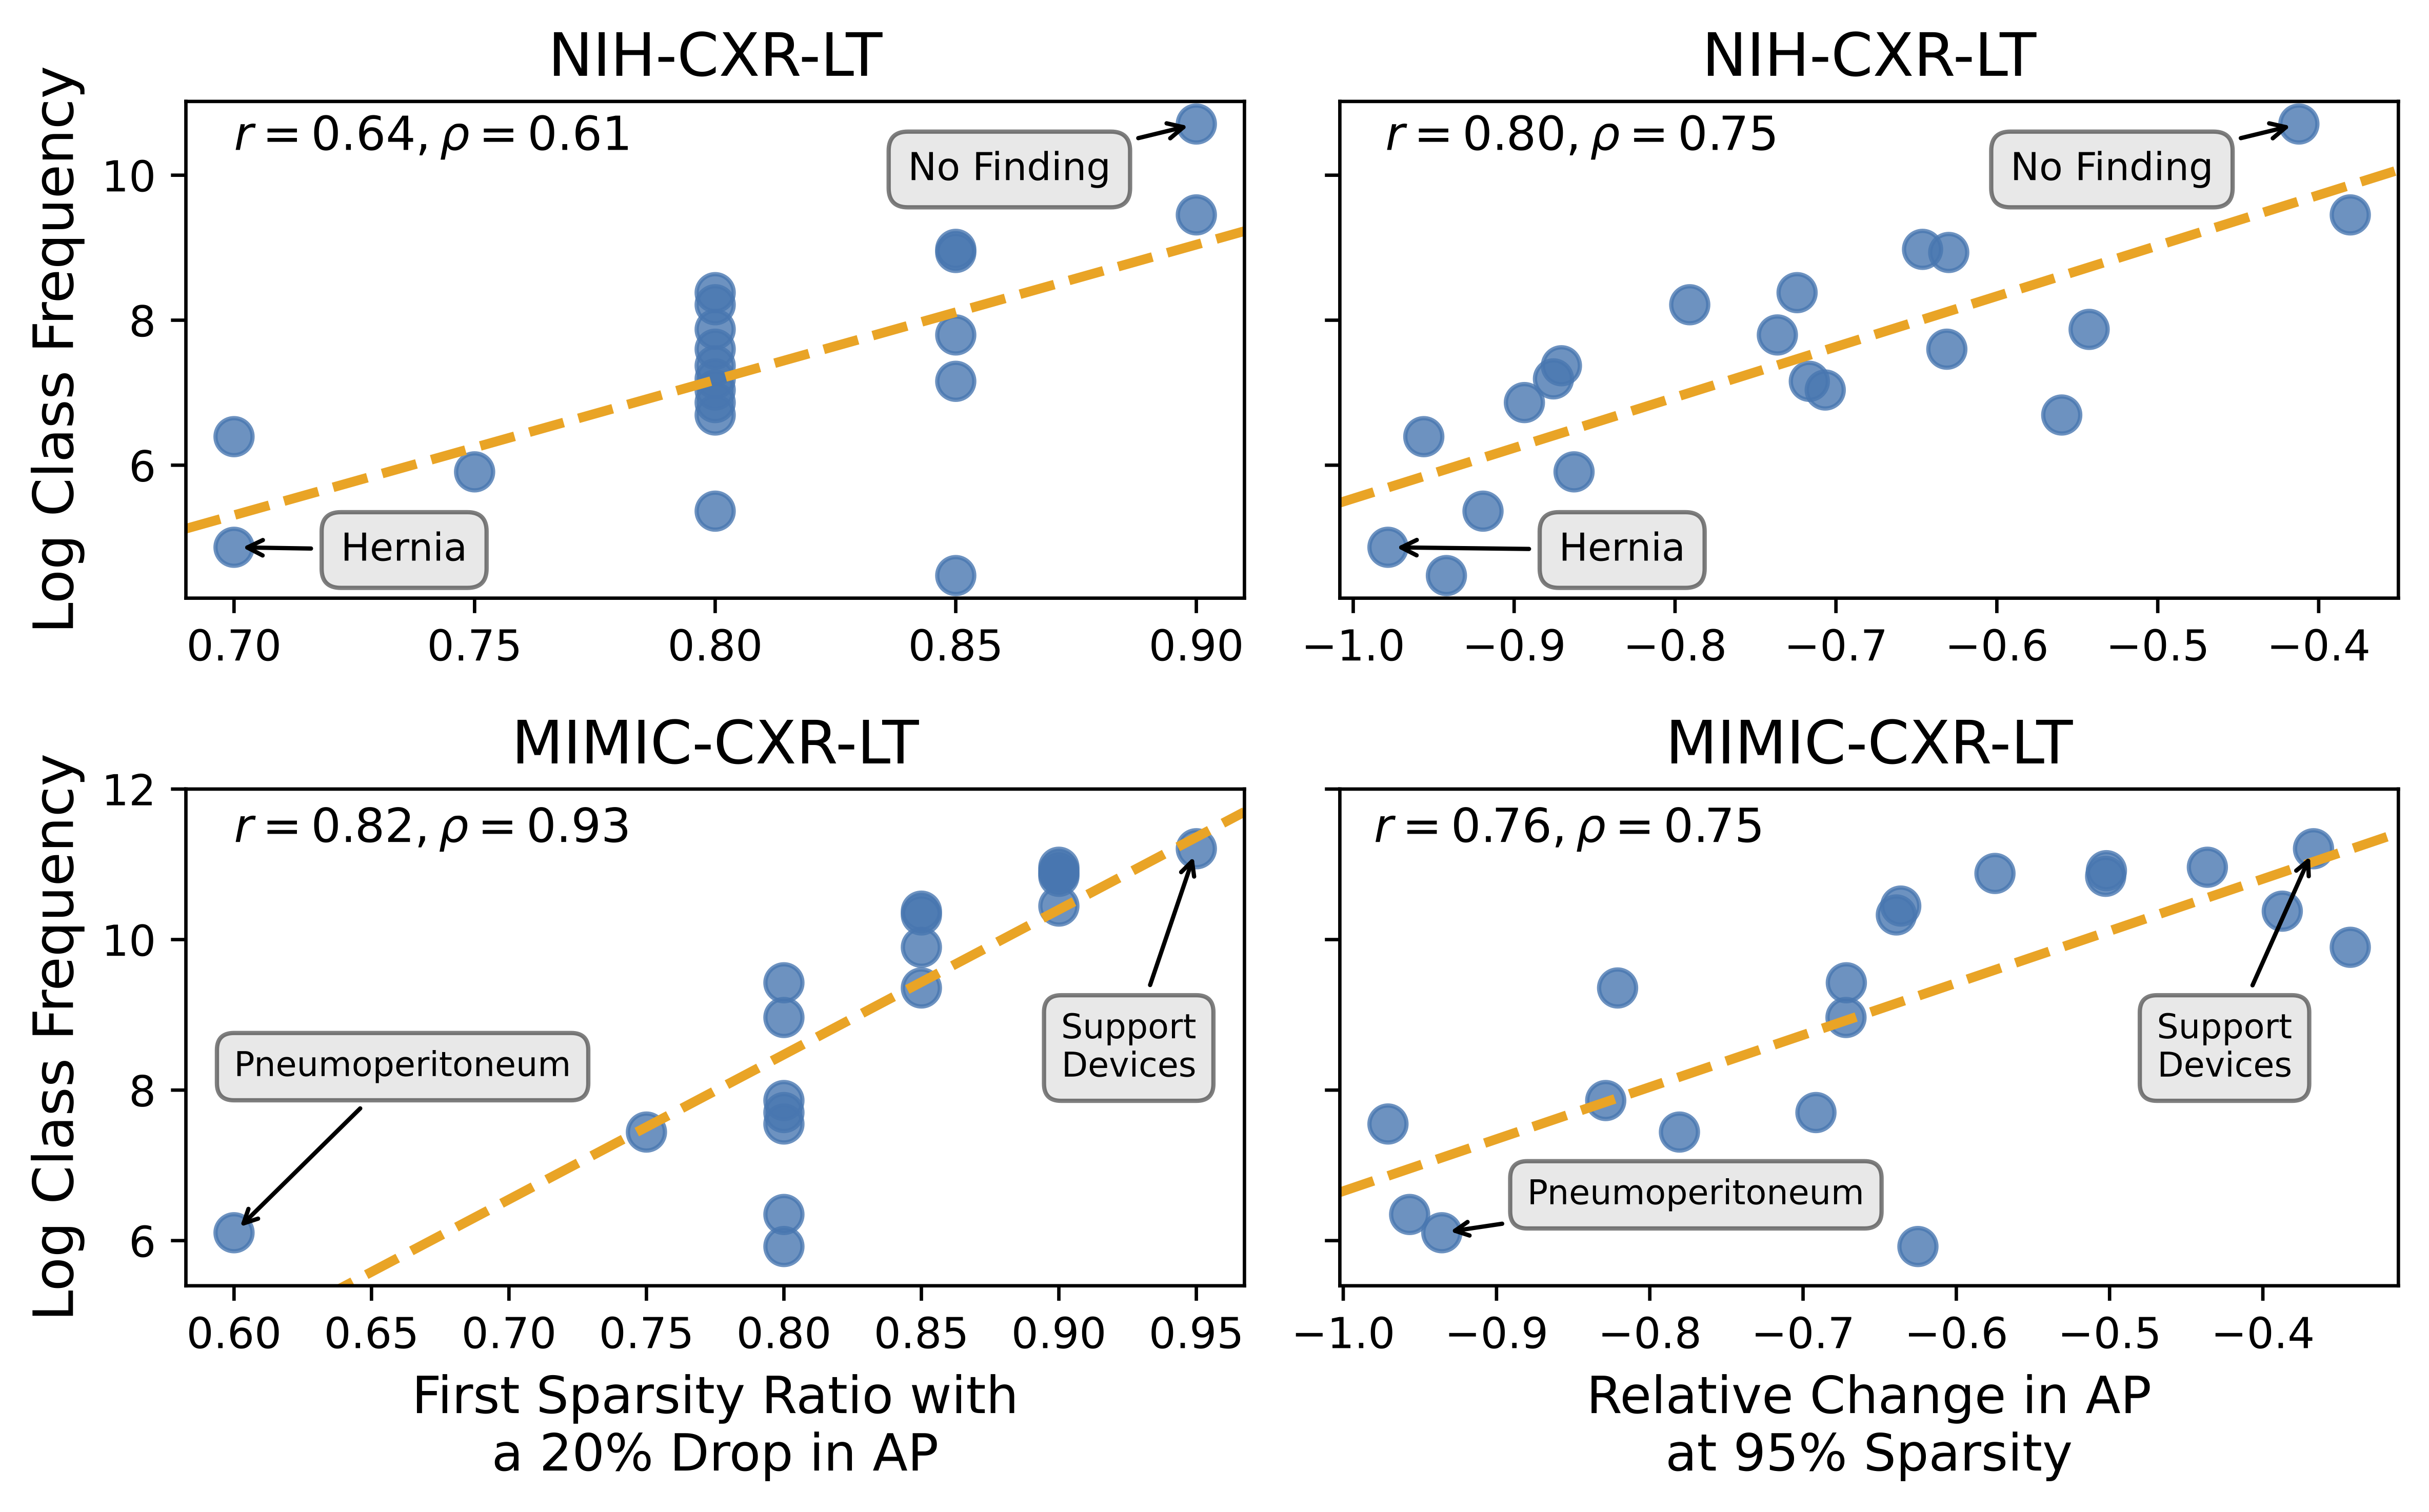 NIH-CXR-LT
NIH-CXR-LT
Log Class Frequency
10
8
6
r = 0.64, ρ = 0.61
No Finding
Hernia
0.70 0.75 0.80 0.85 0.90
r = 0.80, ρ = 0.75
No Finding
Hernia
−1.0 −0.9 −0.8 −0.7 −0.6 −0.5 −0.4
MIMIC-CXR-LT
MIMIC-CXR-LT
Log Class Frequency
12
10
8
6
r = 0.82, ρ = 0.93
Pneumoperitoneum
Support
Devices
0.60 0.65 0.70 0.75 0.80 0.85 0.90 0.95
First Sparsity Ratio with
a 20% Drop in AP
r = 0.76, ρ = 0.75
Support
Devices
Pneumoperitoneum
−1.0 −0.9 −0.8 −0.7 −0.6 −0.5 −0.4
Relative Change in AP
at 95% Sparsity